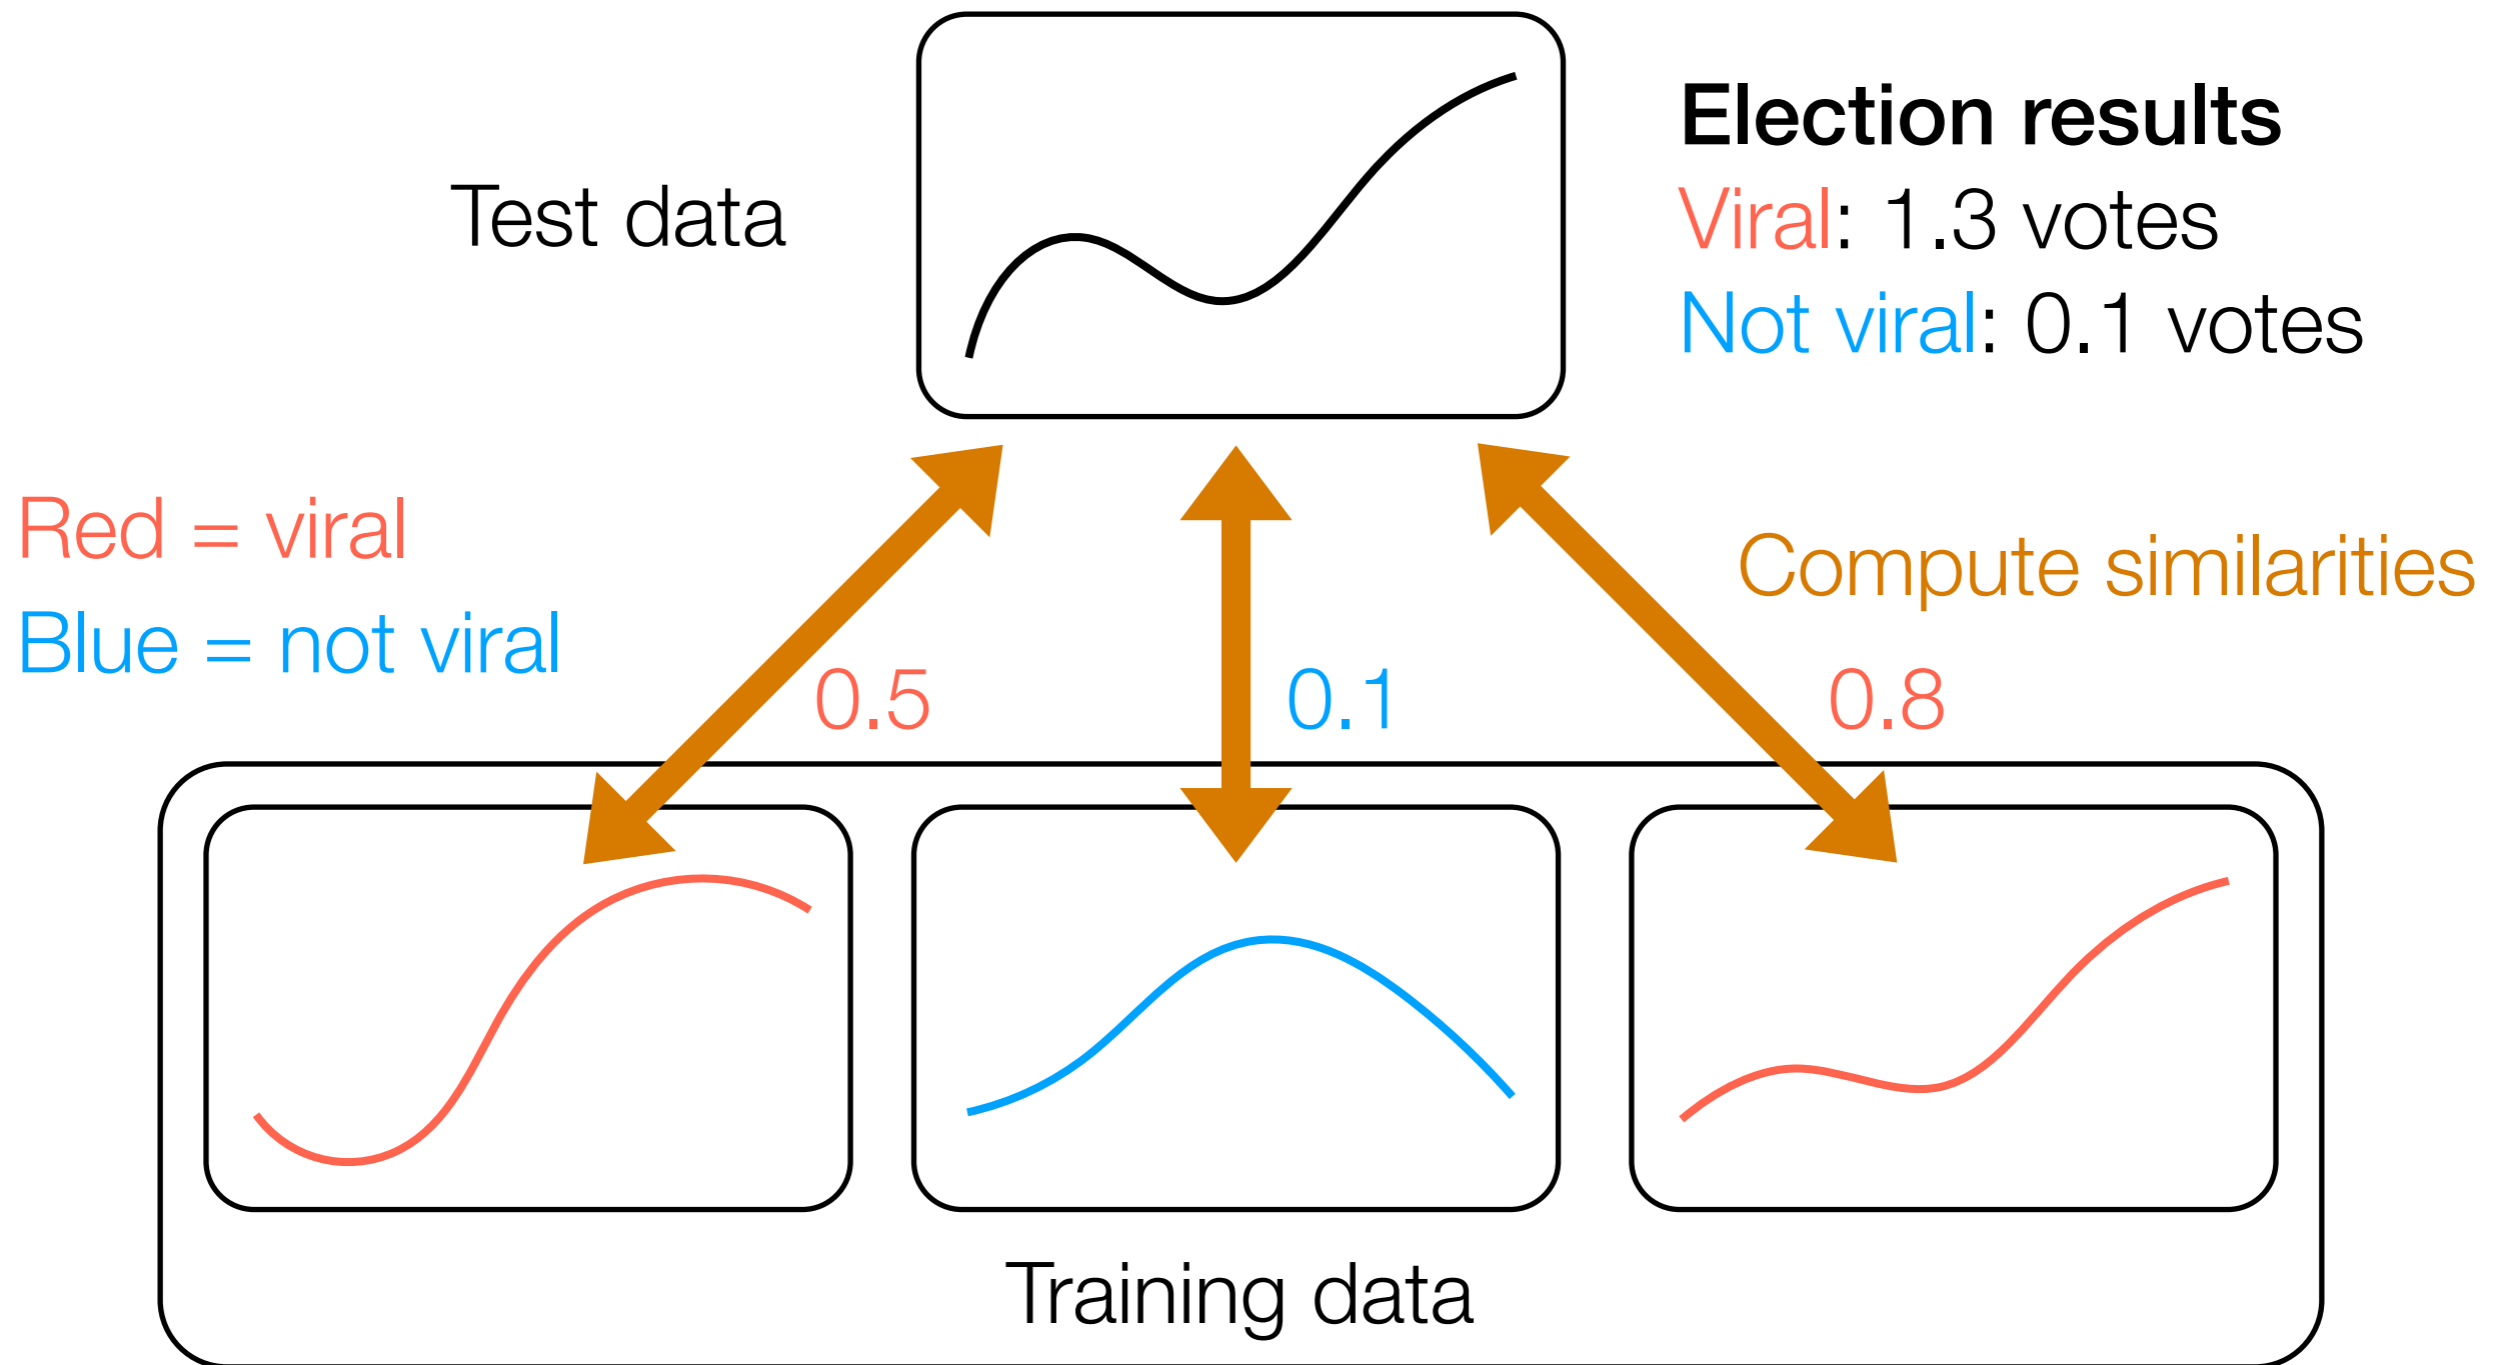 Election results
Test data
Viral: 1.3 votes
Not viral: 0.1 votes
Red = viral
Compute similarities
Blue = not viral
0.5
0.1
0.8
Training data